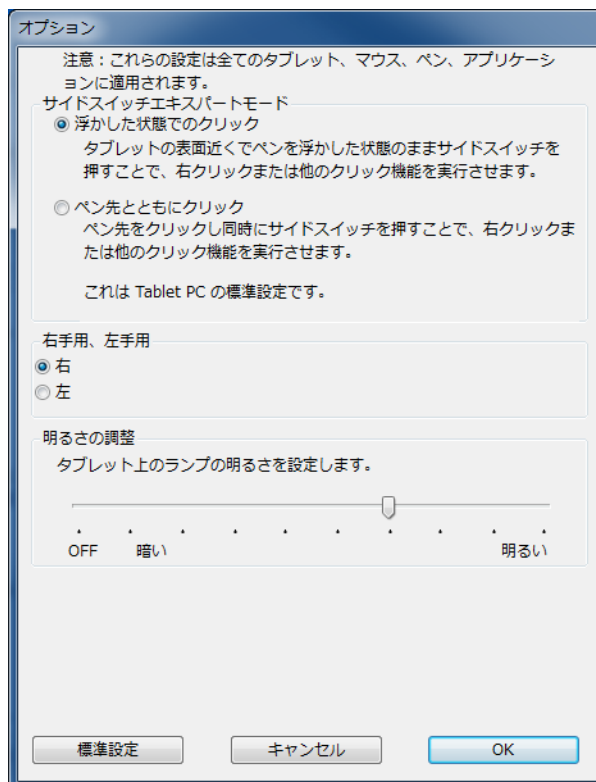 オプション
注意：これらの設定は全てのタブレット、マウス、ペン、アプリケーシ
ョンに適用されます。
サイドスイッチエキスパートモード
浮かした状態でのクリック
タブレットの表面近くでペンを浮かした状態のままサイドスイッチを
押すことで、右クリックまたは他のクリック機能を実行させます。
ペン先とともにクリック
ペン先をクリックし同時にサイドスイッチを押すことで、右クリックま
たは他のクリック機能を実行させます。
これは Tablet PC の標準設定です。
右手用、左手用
右
左
明るさの調整
タブレット上のランプの明るさを設定します。
OFF 暗い 明るい
標準設定 キャンセル OK